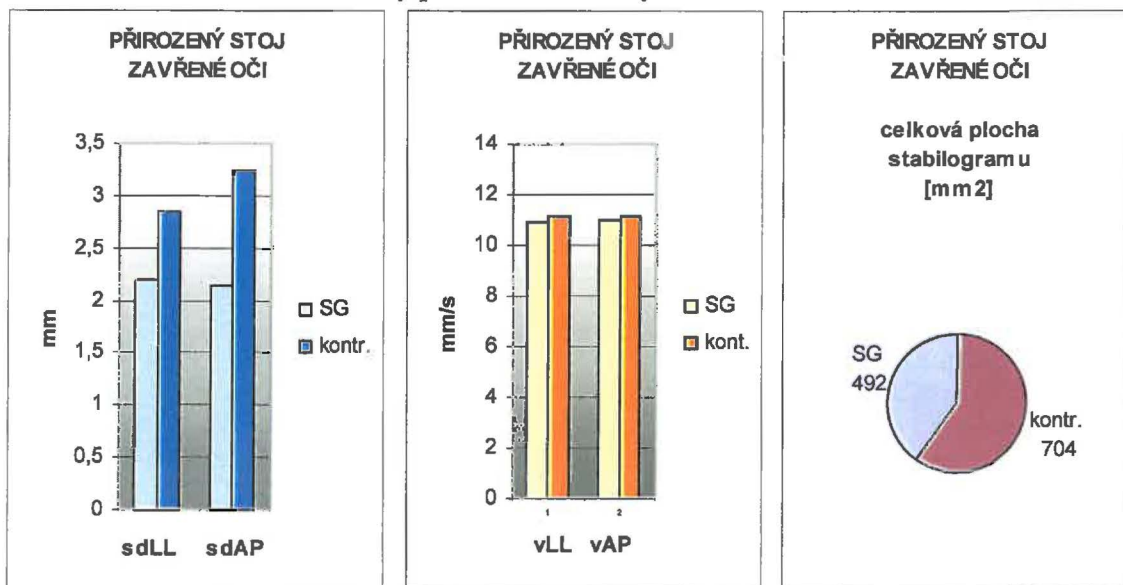 PŘIROZENÝ STOJ
ZAVŘENÉ OČI
3,5
3
2,5
2
1,5
1
0,5
0
mm
sdLL sdAP
SG
kontr.
PŘIROZENÝ STOJ
ZAVŘENÉ OČI
14
12
10
8
6
4
2
0
mm/s
1 2
vLL vAP
SG
kont.
PŘIROZENÝ STOJ
ZAVŘENÉ OČI
celková plocha
stabilogramu
[mm2]
SG
492
kontr.
704